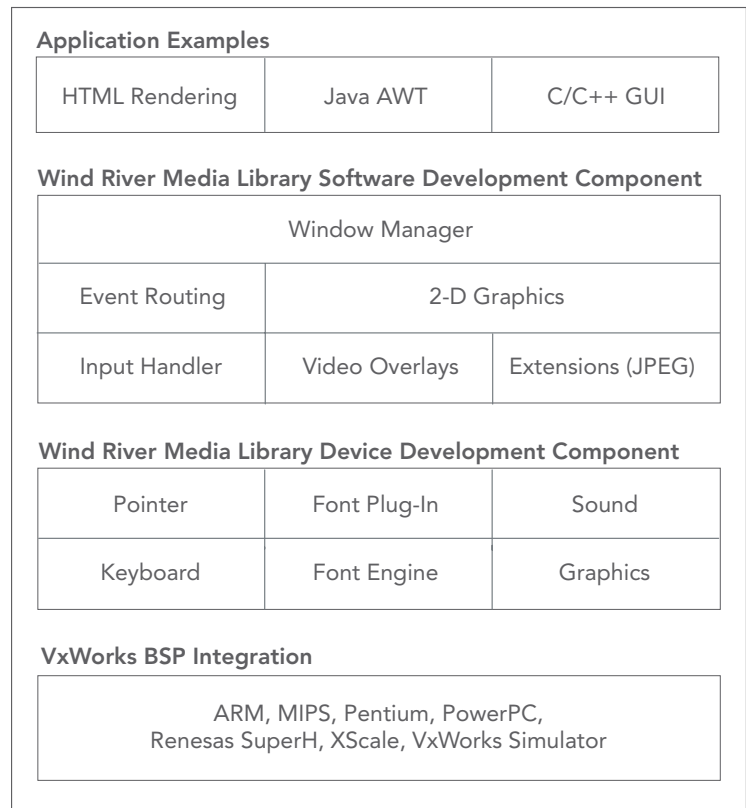 Application Examples
HTML Rendering
Java AWT
C/C++ GUI
Wind River Media Library Software Development Component
Window Manager
Event Routing
2-D Graphics
Input Handler
Video Overlays
Extensions (JPEG)
Wind River Media Library Device Development Component
Pointer
Font Plug-In
Sound
Keyboard
Font Engine
Graphics
VxWorks BSP Integration
ARM, MIPS, Pentium, PowerPC,
Renesas SuperH, XScale, VxWorks Simulator